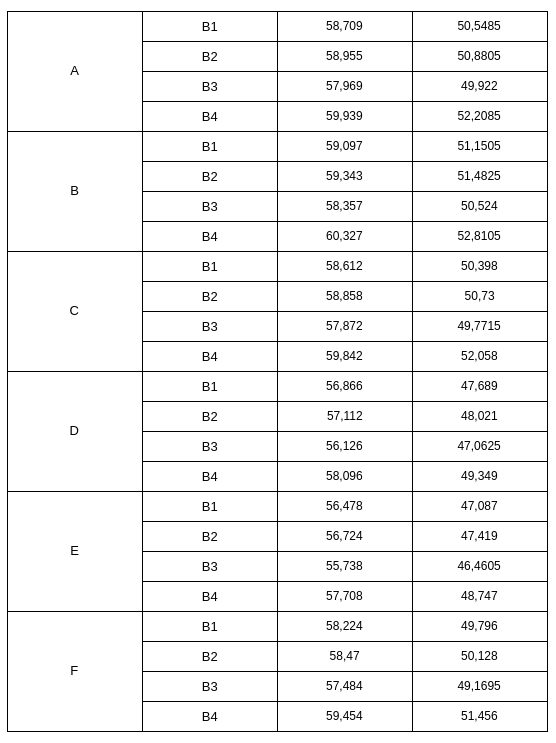 A
B1 58,709 50,5485
B2 58,955 50,8805
B3 57,969 49,922
B4 59,939 52,2085
B
B1 59,097 51,1505
B2 59,343 51,4825
B3 58,357 50,524
B4 60,327 52,8105
C
B1 58,612 50,398
B2 58,858 50,73
B3 57,872 49,7715
B4 59,842 52,058
D
B1 56,866 47,689
B2 57,112 48,021
B3 56,126 47,0625
B4 58,096 49,349
E
B1 56,478 47,087
B2 56,724 47,419
B3 55,738 46,4605
B4 57,708 48,747
F
B1 58,224 49,796
B2 58,47 50,128
B3 57,484 49,1695
B4 59,454 51,456